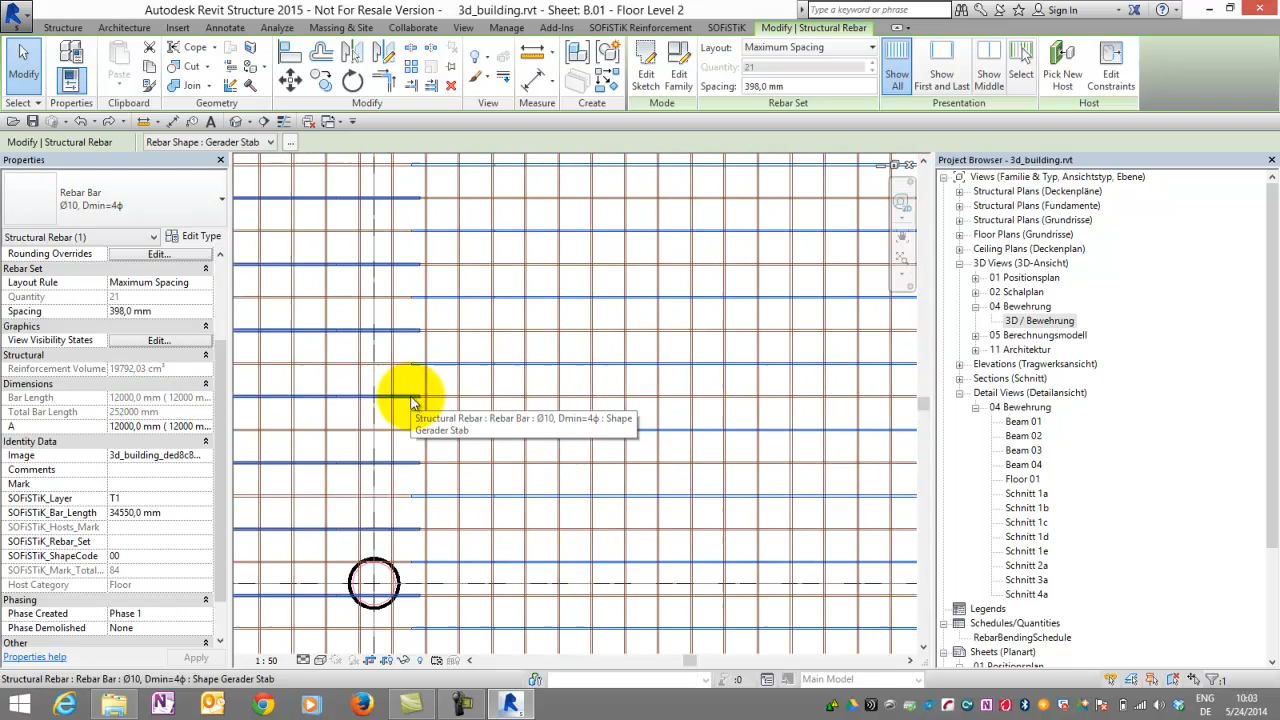 Autodesk Revit Structure 2015 - Not For Resale Version - 3d_building.rvt - Sheet: B.01 - Floor Level 2
Type a keyword or phrase
Sign In
Structure Architecture Insert Annotate Analyze Massing & Site Collaborate View Manage Add-Ins SOFiSTiK Reinforcement SOFiSTiK Modify | Structural Rebar
Modify
Properties
Paste
Cope
Cut
Join
Edit Sketch
Edit Family
Layout: Maximum Spacing
Quantity: 21
Spacing: 398,0 mm
Show All
Show First and Last
Show Middle
Select
Pick New Host
Edit Constraints
Select Properties Clipboard Geometry Modify View Measure Create Mode Rebar Set Presentation Host
Modify | Structural Rebar
Rebar Shape : Gerader Stab
...
Properties
Rebar Bar
Ø10, Dmin=4ϕ
Structural Rebar (1)
Edit Type
Rounding Overrides Edit...
Rebar Set
Layout Rule Maximum Spacing
Quantity 21
Spacing 398,0 mm
Graphics
View Visibility States Edit...
Structural
Reinforcement Volume 19792,03 cm³
Dimensions
Bar Length 12000,0 mm ( 12000 m...
Total Bar Length 252000 mm
A 12000,0 mm ( 12000 m...
Identity Data
Image 3d_building_ded8c8...
Comments
Mark
SOFiSTiK_Layer T1
SOFiSTiK_Bar_Length 34550,0 mm
SOFiSTiK_Hosts_Mark
SOFiSTiK_Rebar_Set
SOFiSTiK_ShapeCode 00
SOFiSTiK_Mark_Total... 84
Host Category Floor
Phasing
Phase Created Phase 1
Phase Demolished None
Other
Properties help
Apply
Structural Rebar : Rebar Bar : Ø10, Dmin=4ϕ : Shape
Gerader Stab
1 : 50
Project Browser - 3d_building.rvt
Views (Familie & Typ, Ansichtstyp, Ebene)
Structural Plans (Deckenpläne)
Structural Plans (Fundamente)
Structural Plans (Grundrisse)
Floor Plans (Grundrisse)
Ceiling Plans (Deckenplan)
3D Views (3D-Ansicht)
01 Positionsplan
02 Schalplan
04 Bewehrung
3D / Bewehrung
05 Berechnungsmodell
11 Architektur
Elevations (Tragwerksansicht)
Sections (Schnitt)
Detail Views (Detailansicht)
04 Bewehrung
Beam 01
Beam 02
Beam 03
Beam 04
Floor 01
Schnitt 1a
Schnitt 1b
Schnitt 1c
Schnitt 1d
Schnitt 1e
Schnitt 2a
Schnitt 3a
Schnitt 4a
Legends
Schedules/Quantities
RebarBendingSchedule
Sheets (Planart)
01 Positionsplan
Structural Rebar : Rebar Bar : Ø10, Dmin=4ϕ : Shape Gerader Stab
:0
Main Model
:1
ENG
DE
10:03
5/24/2014